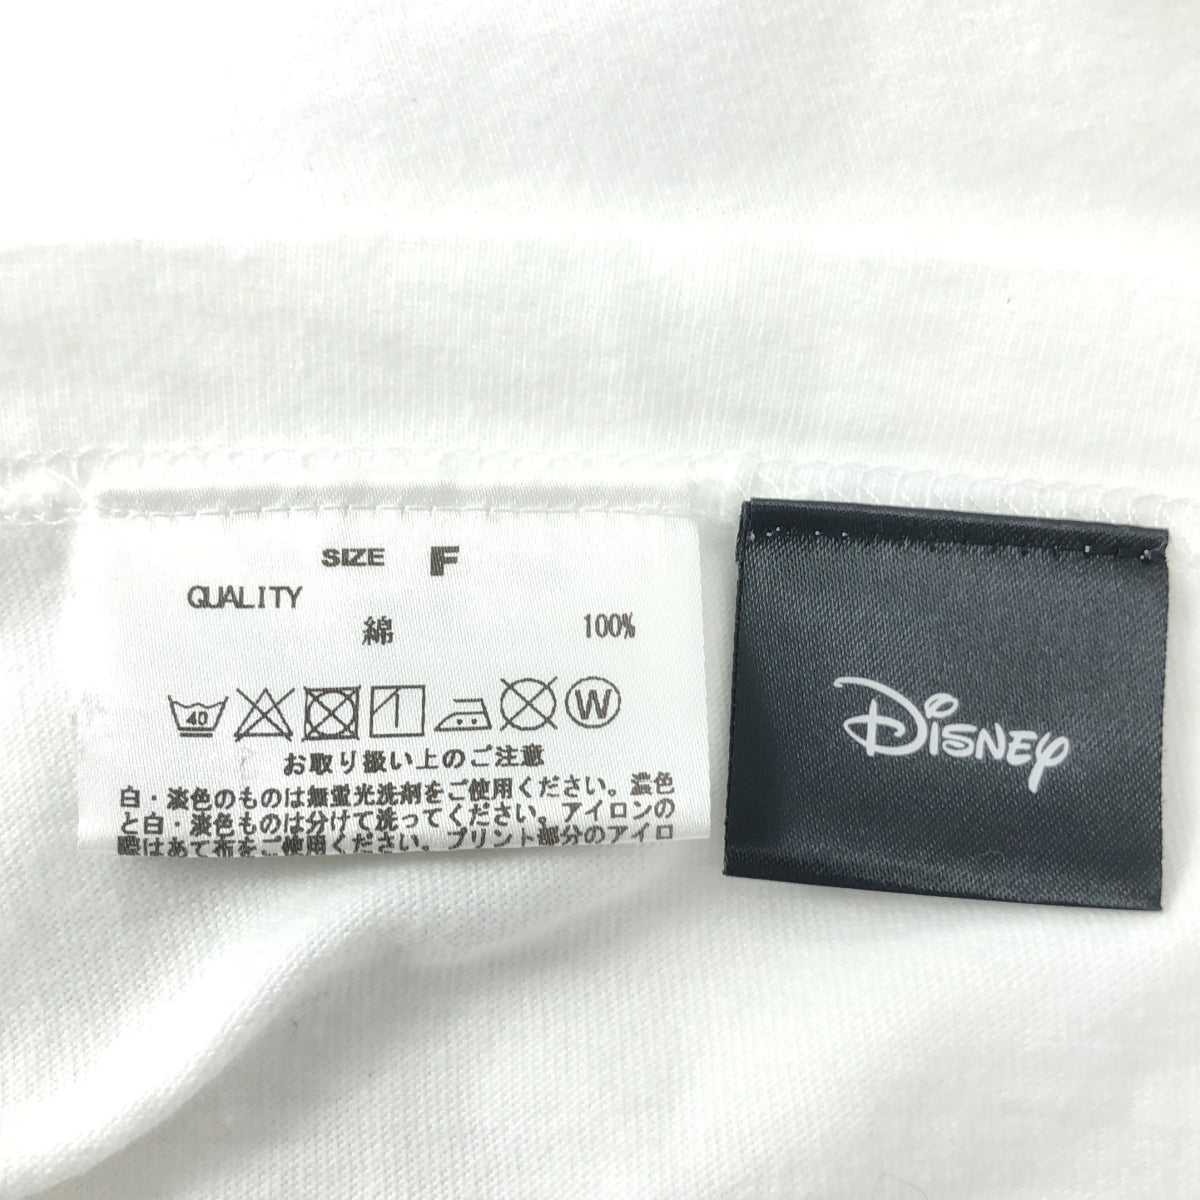 SIZE F
QUALITY
綿 100%
40 W
お取り扱い上のご注意
白・淡色のものは無蛍光洗剤をご使用ください。濃色
と白・淡色ものは分けて洗ってください。アイロンの
際はあて布をご使用ください。プリント部分のアイロ
Disney